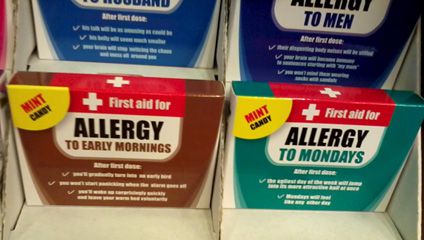 TO HUSBAND
After first dose:
his talk will be as amusing as could be
his belly will seem much smaller
your brain will stop noticing the chaos
and mess all around you
ALLERGY
TO MEN
After first dose:
their disgusting body noises will be stilled
your brain will become immune
to sentences starting with "my mum"
you won't mind them wearing
socks with sandals
MINT
CANDY
First aid for
ALLERGY
TO EARLY MORNINGS
After first dose:
you'll gradually turn into an early bird
you won't start panicking when the alarm goes off
you'll wake up surprisingly quickly
and leave your warm bed voluntarily
MINT
CANDY
First aid for
ALLERGY
TO MONDAYS
After first dose:
the ugliest day of the week will jump
into its more attractive half at once
Mondays will feel
like any other day